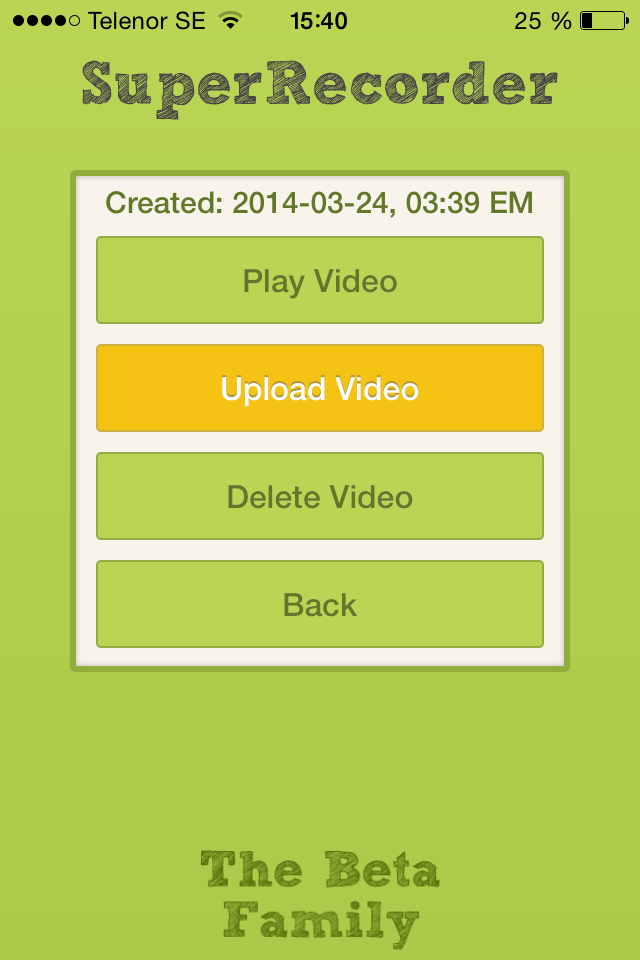 Telenor SE 15:40 25 %
SuperRecorder
Created: 2014-03-24, 03:39 EM
Play Video
Upload Video
Delete Video
Back
The Beta
Family